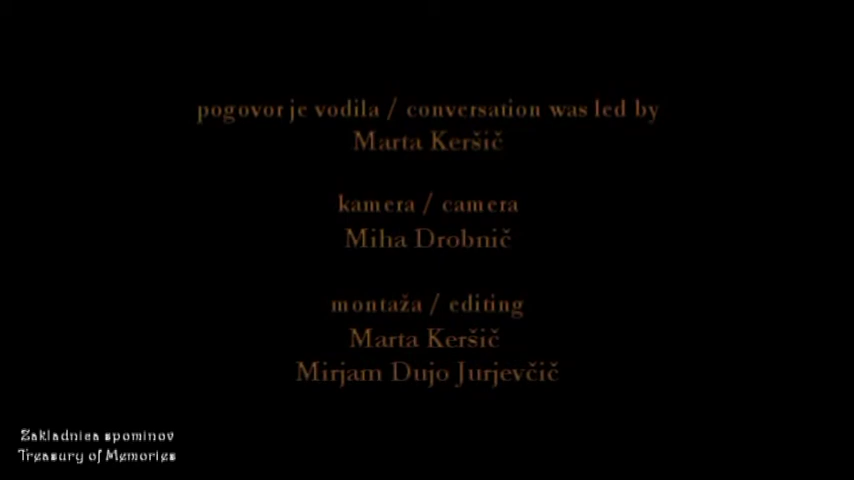 pogovor je vodila / conversation was led by
Marta Keršič
kamera / camera
Miha Drobnič
montaža / editing
Marta Keršič
Mirjam Dujo Jurjevčič
Zakladnica spominov
Treasury of Memories